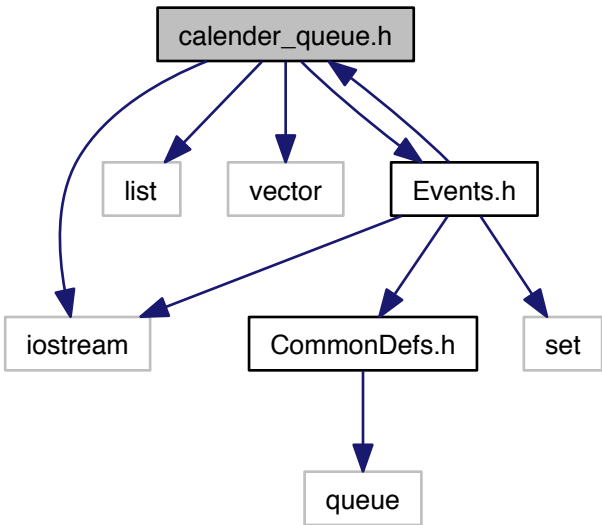 calender_queue.h
list
vector
Events.h
iostream
CommonDefs.h
set
queue